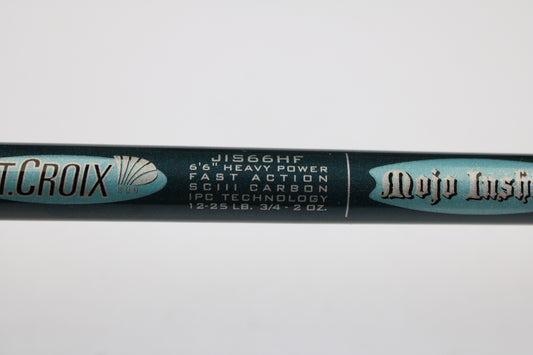 T.CROIX
JIS66HF
6'6" HEAVY POWER
FAST ACTION
SCIII CARBON
IPC TECHNOLOGY
12-25 LB. 3/4 - 2 OZ.
Mojo Insh